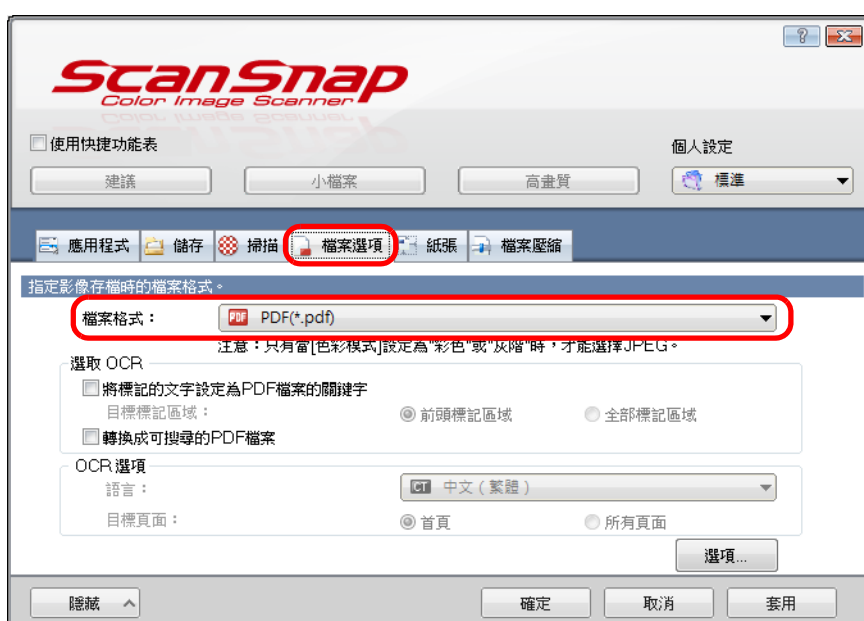 ScanSnap
Color Image Scanner
使用快捷功能表
個人設定
建議 小檔案 高畫質 標準
應用程式 儲存 掃描 檔案選項 紙張 檔案壓縮
指定影像存檔時的檔案格式。
檔案格式： PDF PDF(*.pdf)
注意：只有當[色彩模式]設定為"彩色"或"灰階"時，才能選擇JPEG。
選取 OCR
將標記的文字設定為PDF檔案的關鍵字
目標標記區域： 前頭標記區域 全部標記區域
轉換成可搜尋的PDF檔案
OCR 選項
語言： CT 中文（繁體）
目標頁面： 首頁 所有頁面
選項...
隱藏 確定 取消 套用